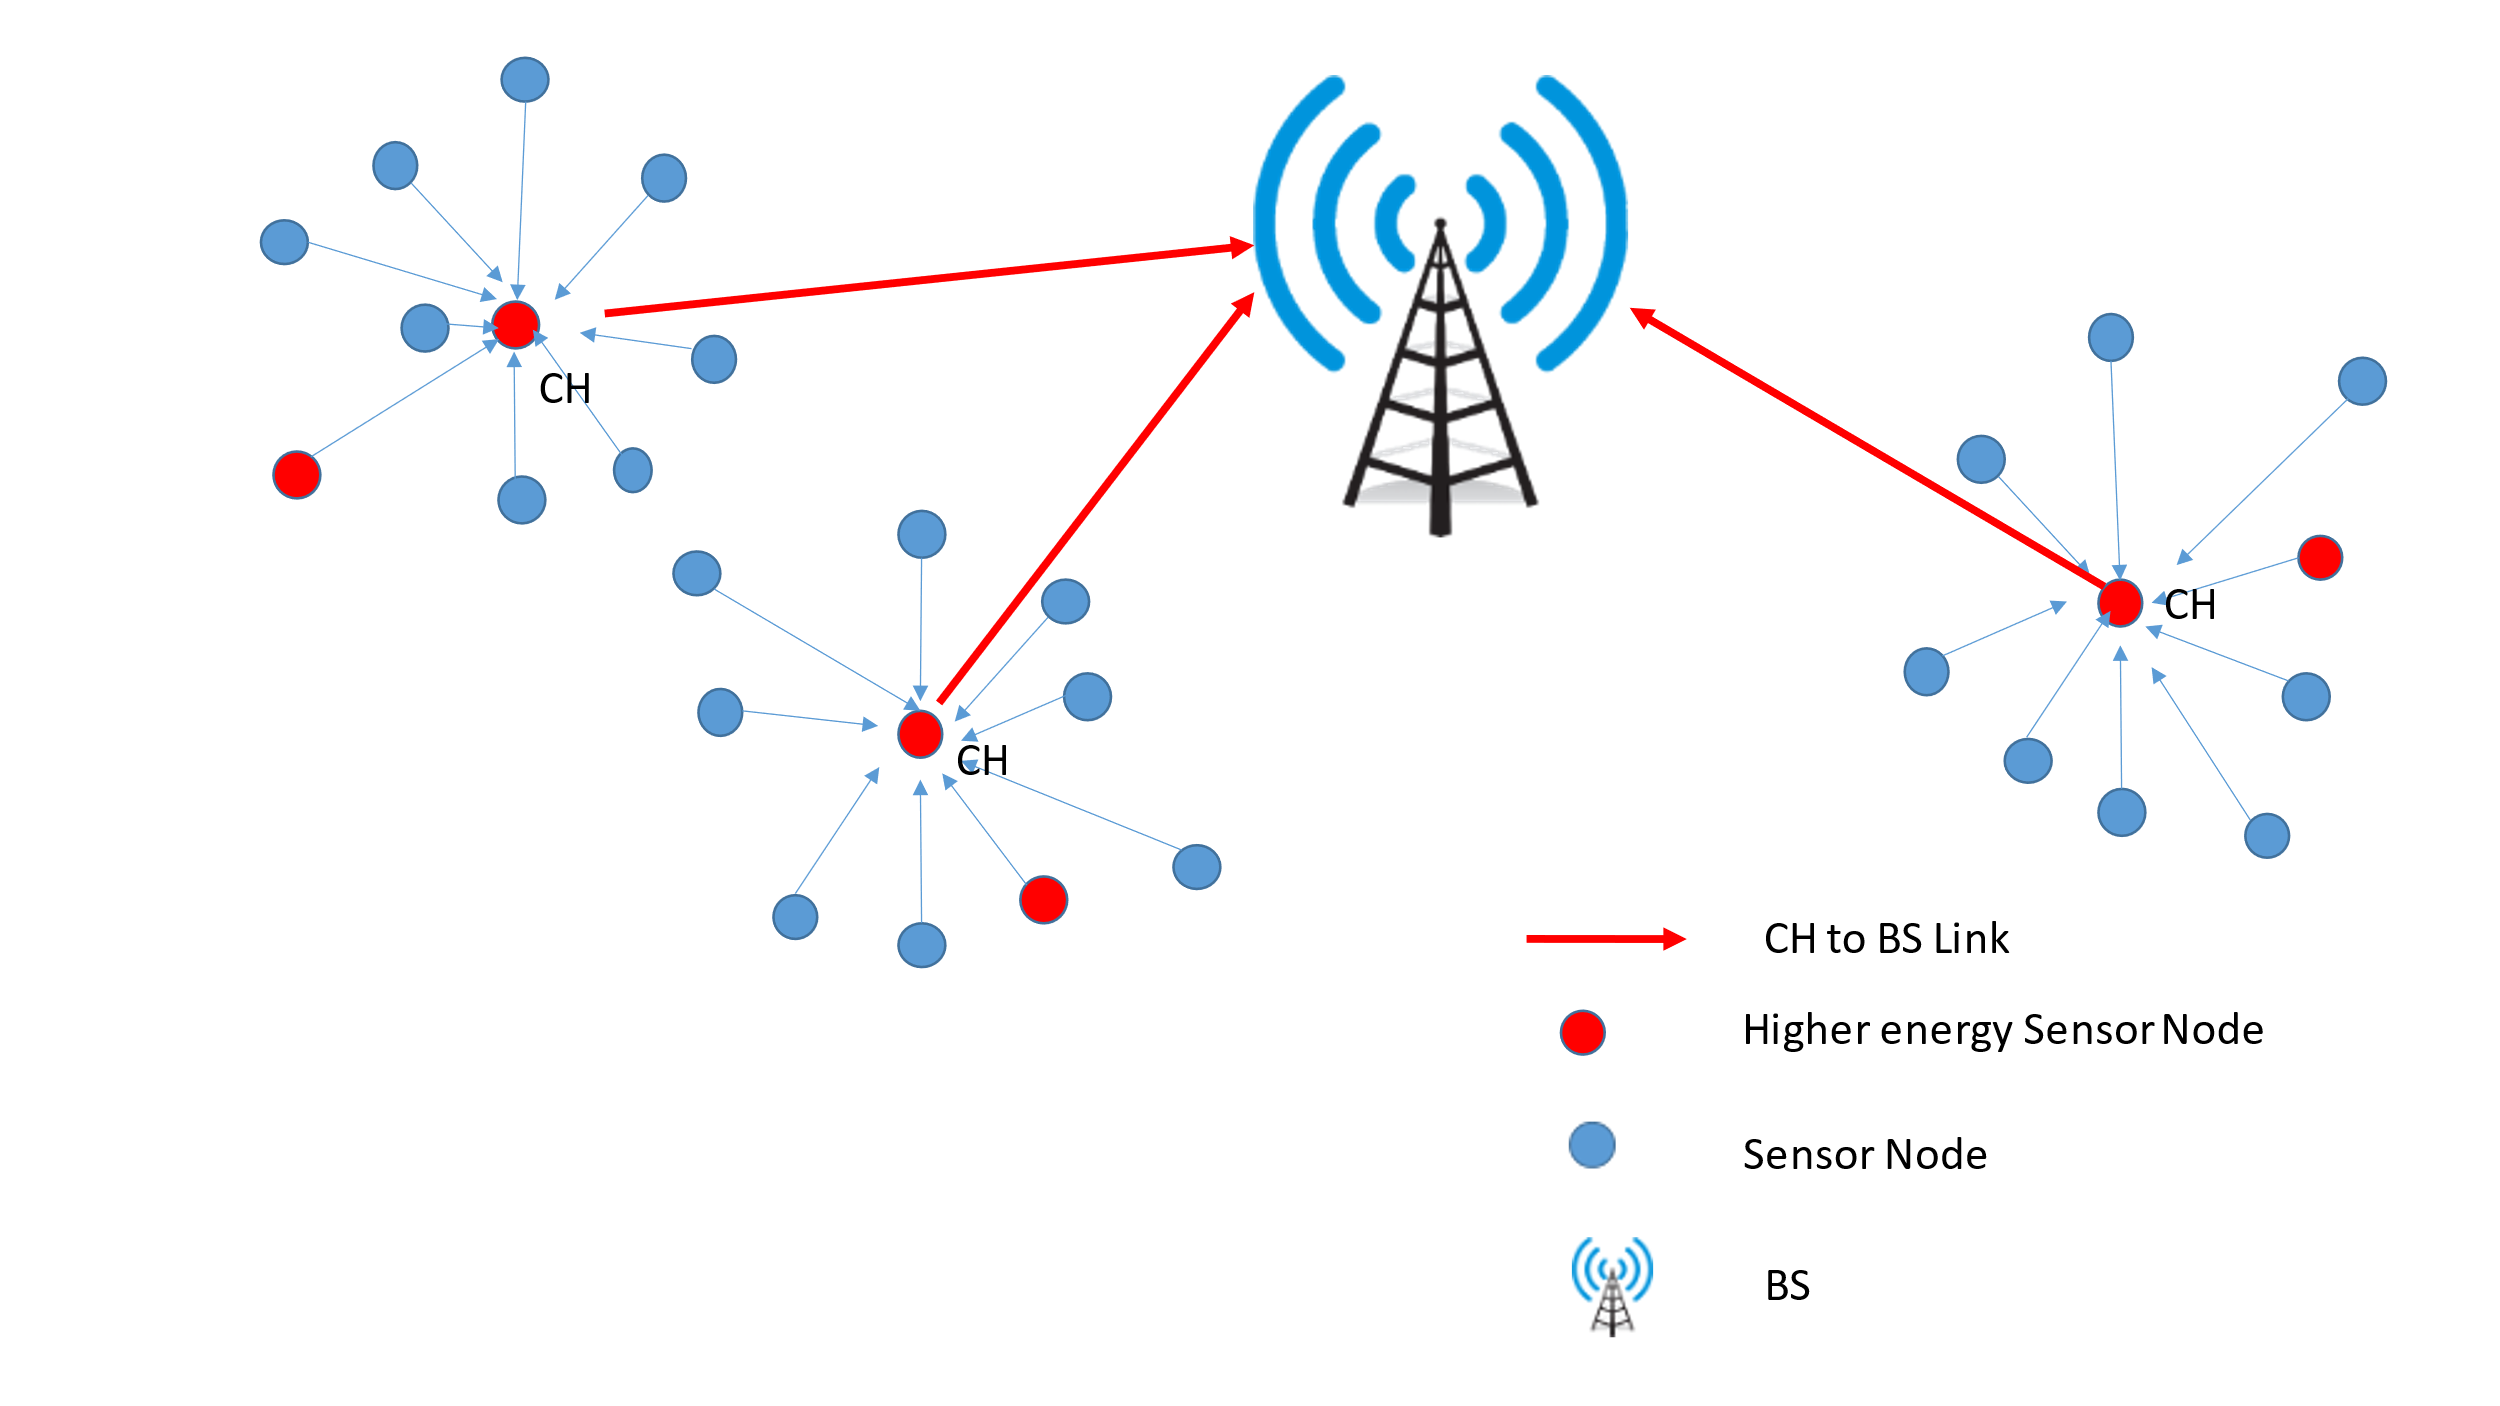 CH
CH
CH
CH to BS Link
Higher energy Sensor Node
Sensor Node
BS